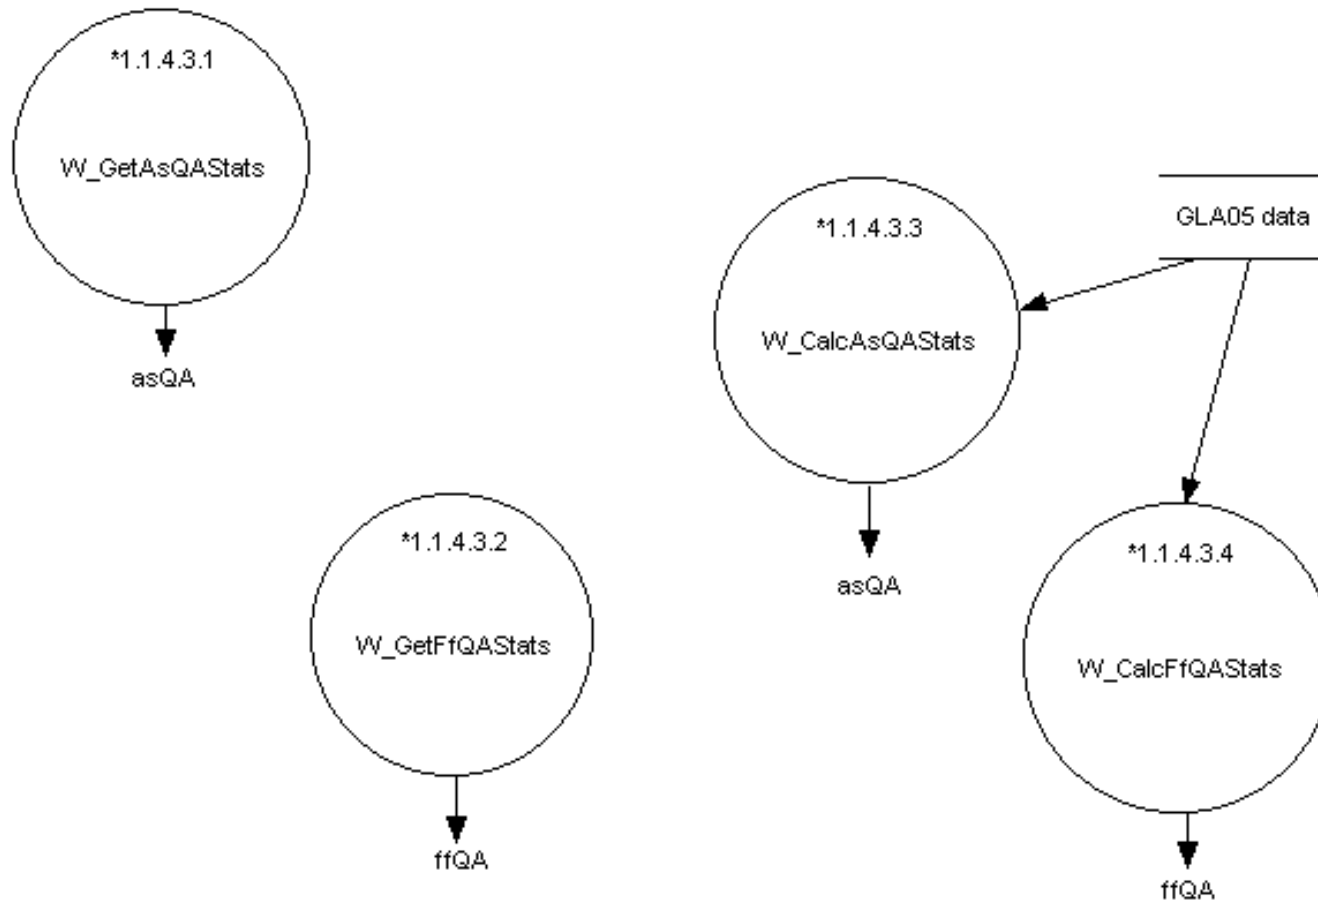 *1.1.4.3.1
W_GetAsQAStats
asQA
*1.1.4.3.2
W_GetFfQAStats
ffQA
*1.1.4.3.3
W_CalcAsQAStats
asQA
GLA05 data
*1.1.4.3.4
W_CalcFfQAStats
ffQA